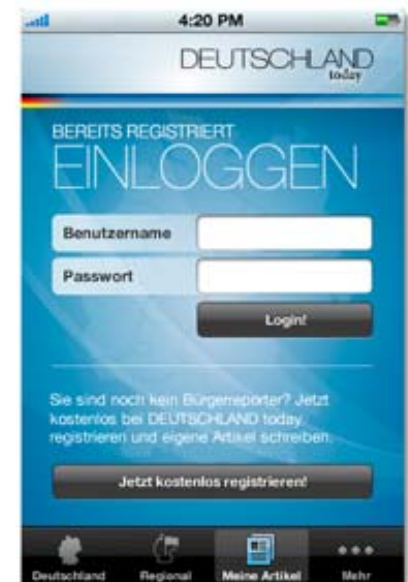 4:20 PM
DEUTSCHLAND
today
BEREITS REGISTRIERT
EINLOGGEN
Benutzername
Passwort
Login!
Sie sind noch kein Bürgerreporter? Jetzt
kostenlos bei DEUTSCHLAND today
registrieren und eigene Artikel schreiben.
Jetzt kostenlos registrieren!
Deutschland Regional Meine Artikel Mehr